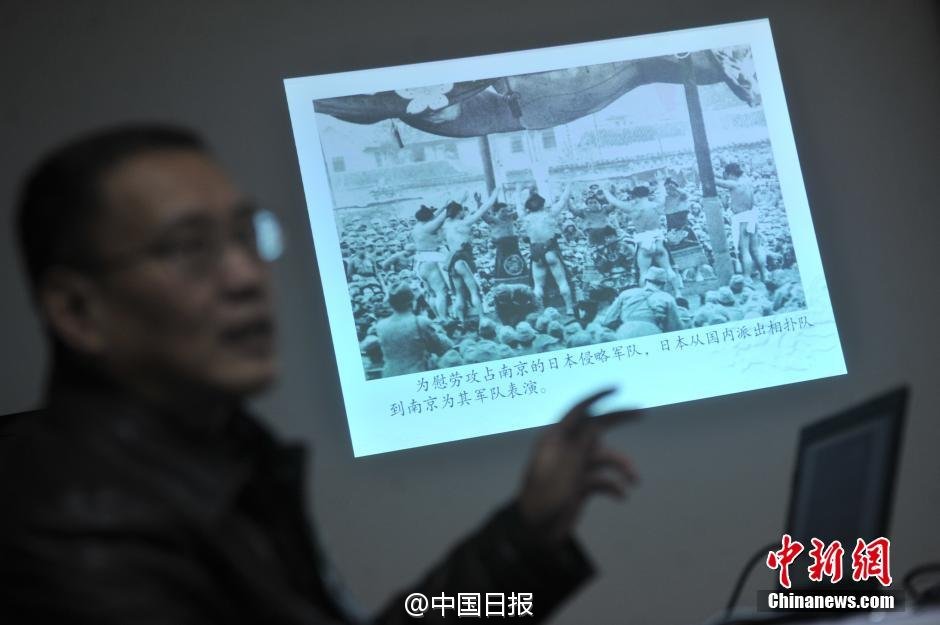 为慰劳攻占南京的日本侵略军队，日本从国内派出相扑队
到南京为其军队表演。
@中国日报
中新网
Chinanews.com